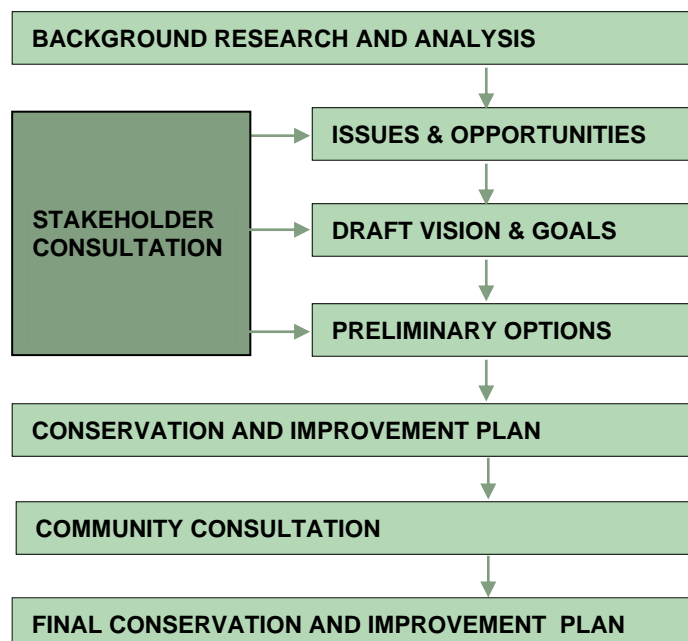 BACKGROUND RESEARCH AND ANALYSIS
ISSUES & OPPORTUNITIES
STAKEHOLDER
CONSULTATION
DRAFT VISION & GOALS
PRELIMINARY OPTIONS
CONSERVATION AND IMPROVEMENT PLAN
COMMUNITY CONSULTATION
FINAL CONSERVATION AND IMPROVEMENT PLAN